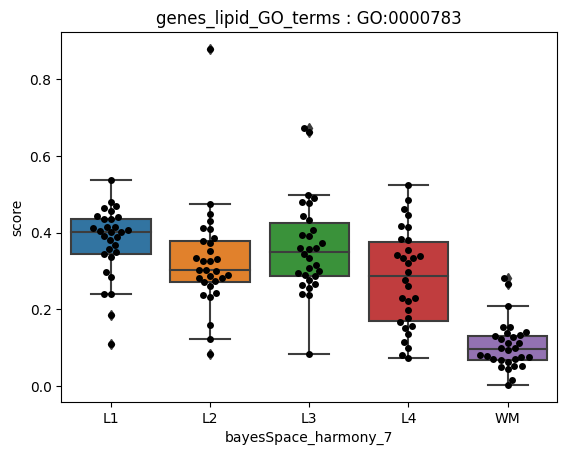 genes_lipid_GO_terms : GO:0000783
score
0.8
0.6
0.4
0.2
0.0
L1 L2 L3 L4 WM
bayesSpace_harmony_7